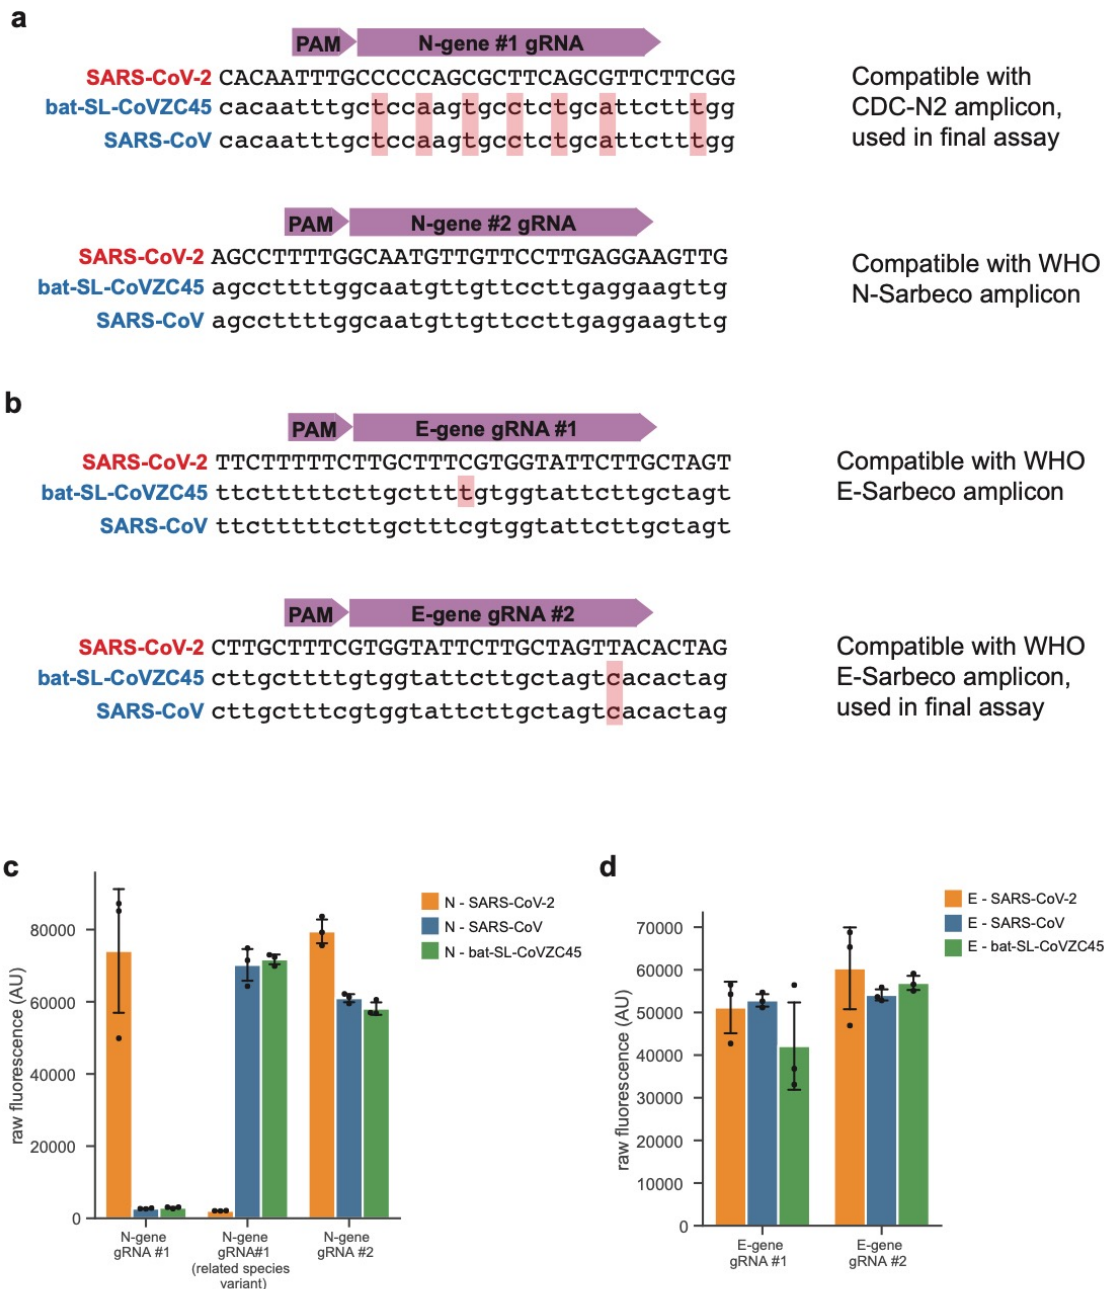 a
PAM N-gene #1 gRNA
SARS-CoV-2 CACAATTTGCCCCCAGCGCTTCAGCGTTCTTCGG
bat-SL-CoVZC45 cacaatttgctccaagtgcctctgcattctttgg
SARS-CoV cacaatttgctccaagtgcctctgcattctttgg
Compatible with
CDC-N2 amplicon,
used in final assay
PAM N-gene #2 gRNA
SARS-CoV-2 AGCCTTTTGGCAATGTTGTTCCTTGAGGAAGTTG
bat-SL-CoVZC45 agccttttggcaatgttgttccttgaggaagttg
SARS-CoV agccttttggcaatgttgttccttgaggaagttg
Compatible with WHO
N-Sarbeco amplicon
b
PAM E-gene gRNA #1
SARS-CoV-2 TTCTTTTTCTTGCTTTCGTGGTATTCTTGCTAGT
bat-SL-CoVZC45 ttctttttcttgcttttgtggtattcttgctagt
SARS-CoV ttctttttcttgctttcgtggtattcttgctagt
Compatible with WHO
E-Sarbeco amplicon
PAM E-gene gRNA #2
SARS-CoV-2 CTTGCTTTCGTGGTATTCTTGCTAGTTACACTAG
bat-SL-CoVZC45 cttgcttttgtggtattcttgctagtcacactag
SARS-CoV cttgctttcgtggtattcttgctagtcacactag
Compatible with WHO
E-Sarbeco amplicon,
used in final assay
c
raw fluorescence (AU)
80000
60000
40000
20000
0
N-gene
gRNA #1
N-gene
gRNA#1
(related species
variant)
N-gene
gRNA #2
N - SARS-CoV-2
N - SARS-CoV
N - bat-SL-CoVZC45
d
raw fluorescence (AU)
70000
60000
50000
40000
30000
20000
10000
0
E-gene
gRNA #1
E-gene
gRNA #2
E - SARS-CoV-2
E - SARS-CoV
E - bat-SL-CoVZC45